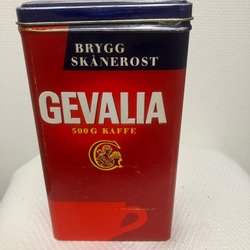 BRYGG
SKÅNEROST
GEVALIA
500G KAFFE
G